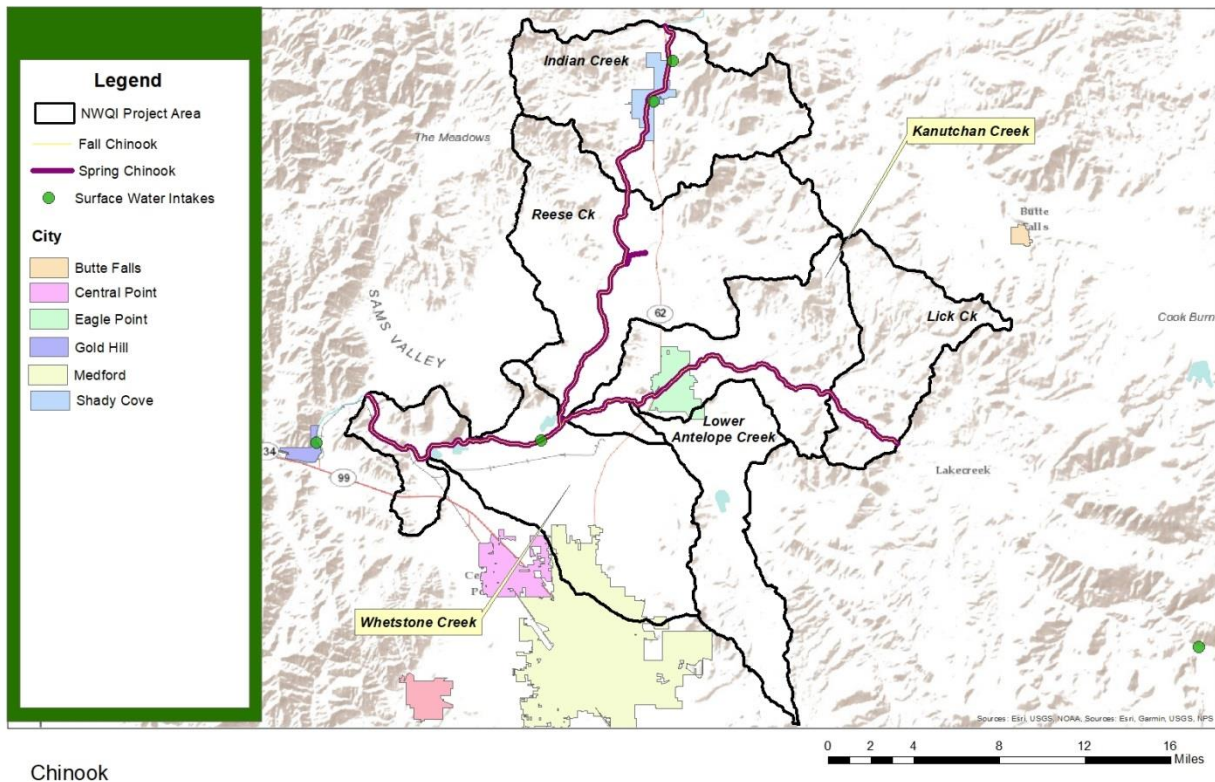 Legend
NWQI Project Area
Fall Chinook
Spring Chinook
Surface Water Intakes
City
Butte Falls
Central Point
Eagle Point
Gold Hill
Medford
Shady Cove
Indian Creek
The Meadows
Kanutchan Creek
Reese Ck
Butte
Falls
SAMS VALLEY
62
Lick Ck
Cook Burn
Lower
Antelope Creek
34
99
Lakecreek
Whetstone Creek
Sources: Esri, USGS, NOAA, Sources: Esri, Garmin, USGS, NPS
0 2 4 8 12 16
Miles
Chinook